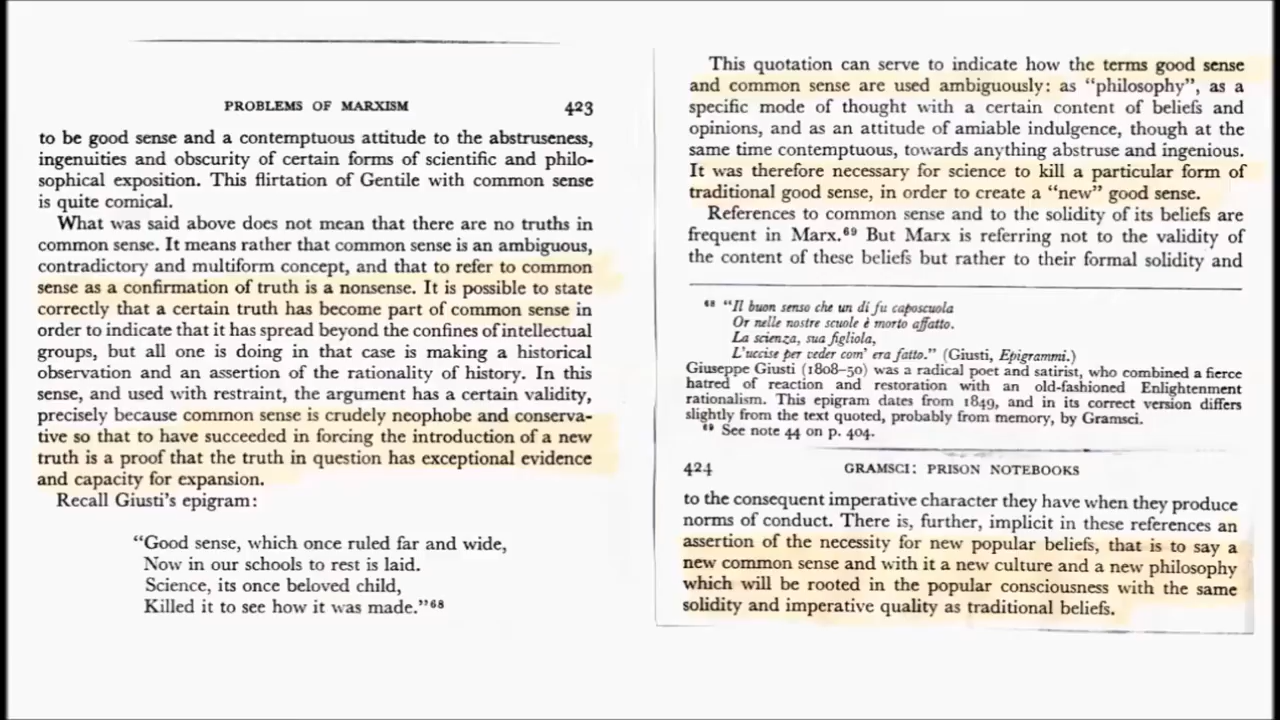 PROBLEMS OF MARXISM 423
to be good sense and a contemptuous attitude to the abstruseness,
ingenuities and obscurity of certain forms of scientific and philo-
sophical exposition. This flirtation of Gentile with common sense
is quite comical.
What was said above does not mean that there are no truths in
common sense. It means rather that common sense is an ambiguous,
contradictory and multiform concept, and that to refer to common
sense as a confirmation of truth is a nonsense. It is possible to state
correctly that a certain truth has become part of common sense in
order to indicate that it has spread beyond the confines of intellectual
groups, but all one is doing in that case is making a historical
observation and an assertion of the rationality of history. In this
sense, and used with restraint, the argument has a certain validity,
precisely because common sense is crudely neophobe and conserva-
tive so that to have succeeded in forcing the introduction of a new
truth is a proof that the truth in question has exceptional evidence
and capacity for expansion.
Recall Giusti's epigram:
"Good sense, which once ruled far and wide,
Now in our schools to rest is laid.
Science, its once beloved child,
Killed it to see how it was made."⁶⁸
This quotation can serve to indicate how the terms good sense
and common sense are used ambiguously: as "philosophy", as a
specific mode of thought with a certain content of beliefs and
opinions, and as an attitude of amiable indulgence, though at the
same time contemptuous, towards anything abstruse and ingenious.
It was therefore necessary for science to kill a particular form of
traditional good sense, in order to create a "new" good sense.
References to common sense and to the solidity of its beliefs are
frequent in Marx.⁶⁹ But Marx is referring not to the validity of
the content of these beliefs but rather to their formal solidity and
⁶⁸ "Il buon senso che un dì fu caposcuola
Or nelle nostre scuole è morto affatto.
La scienza, sua figliola,
L'uccise per veder com' era fatto." (Giusti, Epigrammi.)
Giuseppe Giusti (1808–50) was a radical poet and satirist, who combined a fierce
hatred of reaction and restoration with an old-fashioned Enlightenment
rationalism. This epigram dates from 1849, and in its correct version differs
slightly from the text quoted, probably from memory, by Gramsci.
⁶⁹ See note 44 on p. 404.
424 GRAMSCI: PRISON NOTEBOOKS
to the consequent imperative character they have when they produce
norms of conduct. There is, further, implicit in these references an
assertion of the necessity for new popular beliefs, that is to say a
new common sense and with it a new culture and a new philosophy
which will be rooted in the popular consciousness with the same
solidity and imperative quality as traditional beliefs.